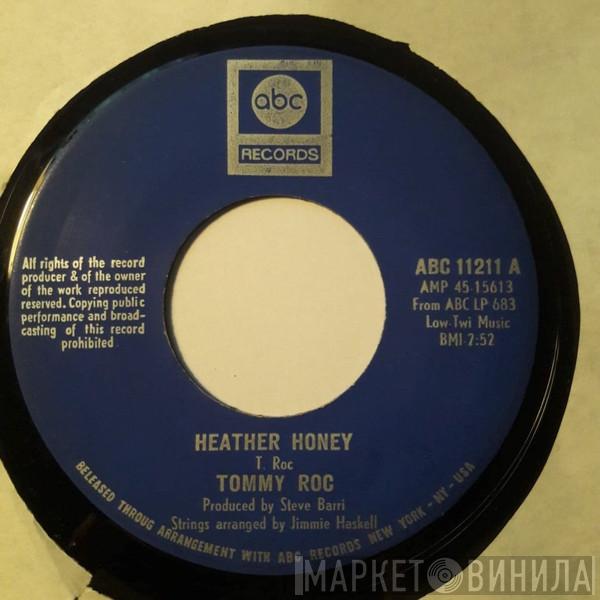 abc
RECORDS
All rights of the record
producer & of the owner
of the work reproduced
reserved. Copying public
performance and broad-
casting of this record
prohibited
ABC 11211 A
AMP 45-15613
From ABC LP 683
Low-Twi Music
BMI-2:52
HEATHER HONEY
T. Roc
TOMMY ROC
Produced by Steve Barri
Strings arranged by Jimmie Haskell
RELEASED THROUG ARRANGEMENT WITH ABC-RECORDS NEW YORK - NY - USA
МАРКЕТ ВИНИЛА